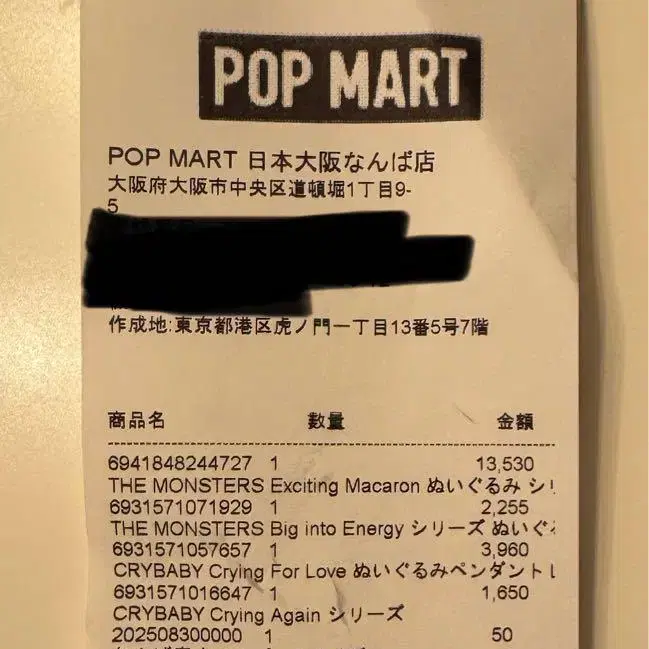 POP MART
POP MART 日本大阪なんば店
大阪府大阪市中央区道頓堀1丁目9-
5
作成地:東京都港区虎ノ門一丁目13番5号7階
商品名 数量 金額
6941848244727 1 13,530
THE MONSTERS Exciting Macaron ぬいぐるみ シリ
6931571071929 1 2,255
THE MONSTERS Big into Energy シリーズ ぬいぐ
6931571057657 1 3,960
CRYBABY Crying For Love ぬいぐるみペンダント
6931571016647 1 1,650
CRYBABY Crying Again シリーズ
202508300000 1 50